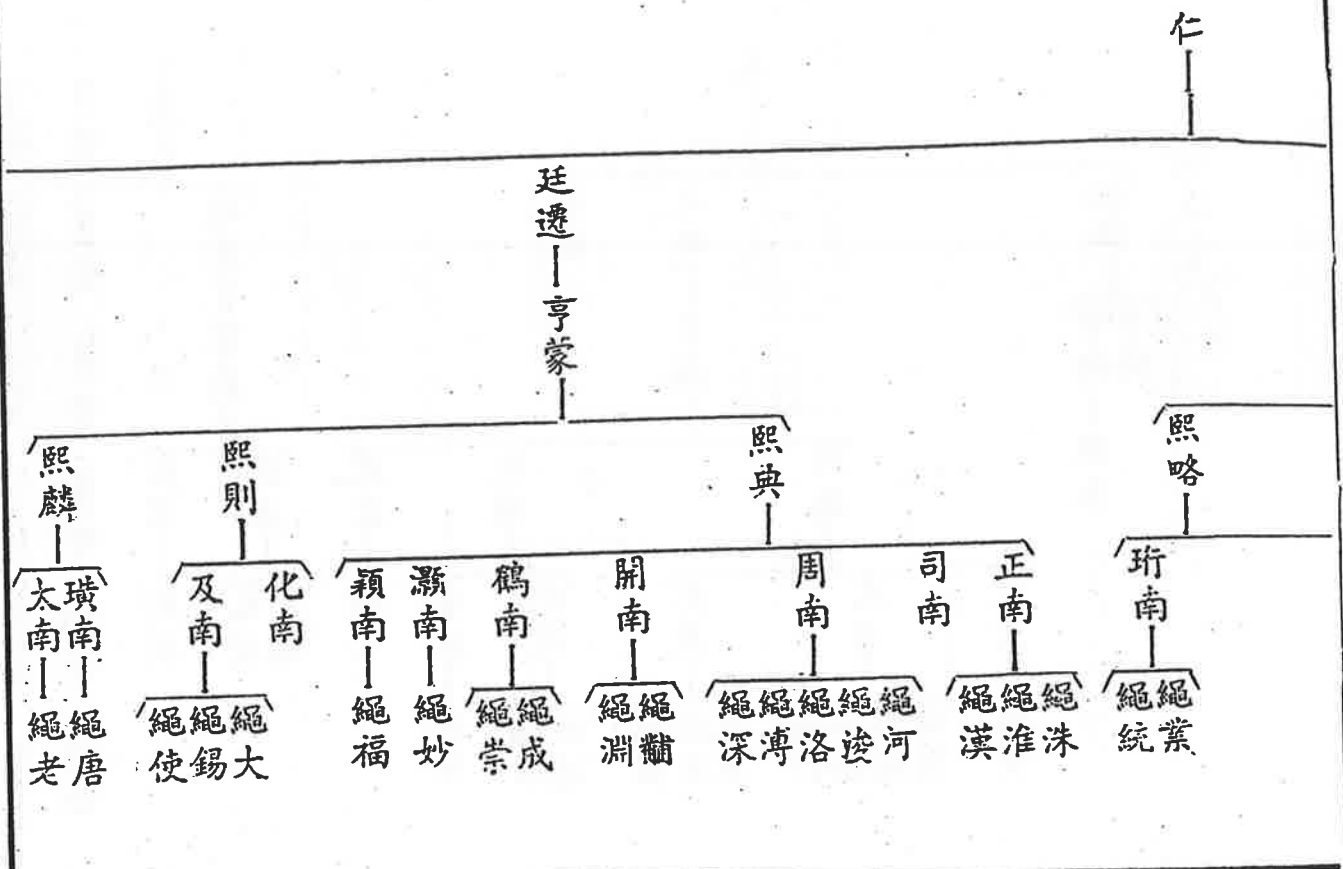 仁
廷遷
亨蒙
熙略
熙典
熙則
熙麟
珩南
正南
司南
周南
開南
鶴南
灝南
穎南
化南
及南
璜南
太南
繩業
繩統
繩洙
繩淮
繩漢
繩河
繩浚
繩洛
繩溥
繩深
繩黼
繩淵
繩成
繩崇
繩妙
繩福
繩大
繩錫
繩使
繩唐
繩老